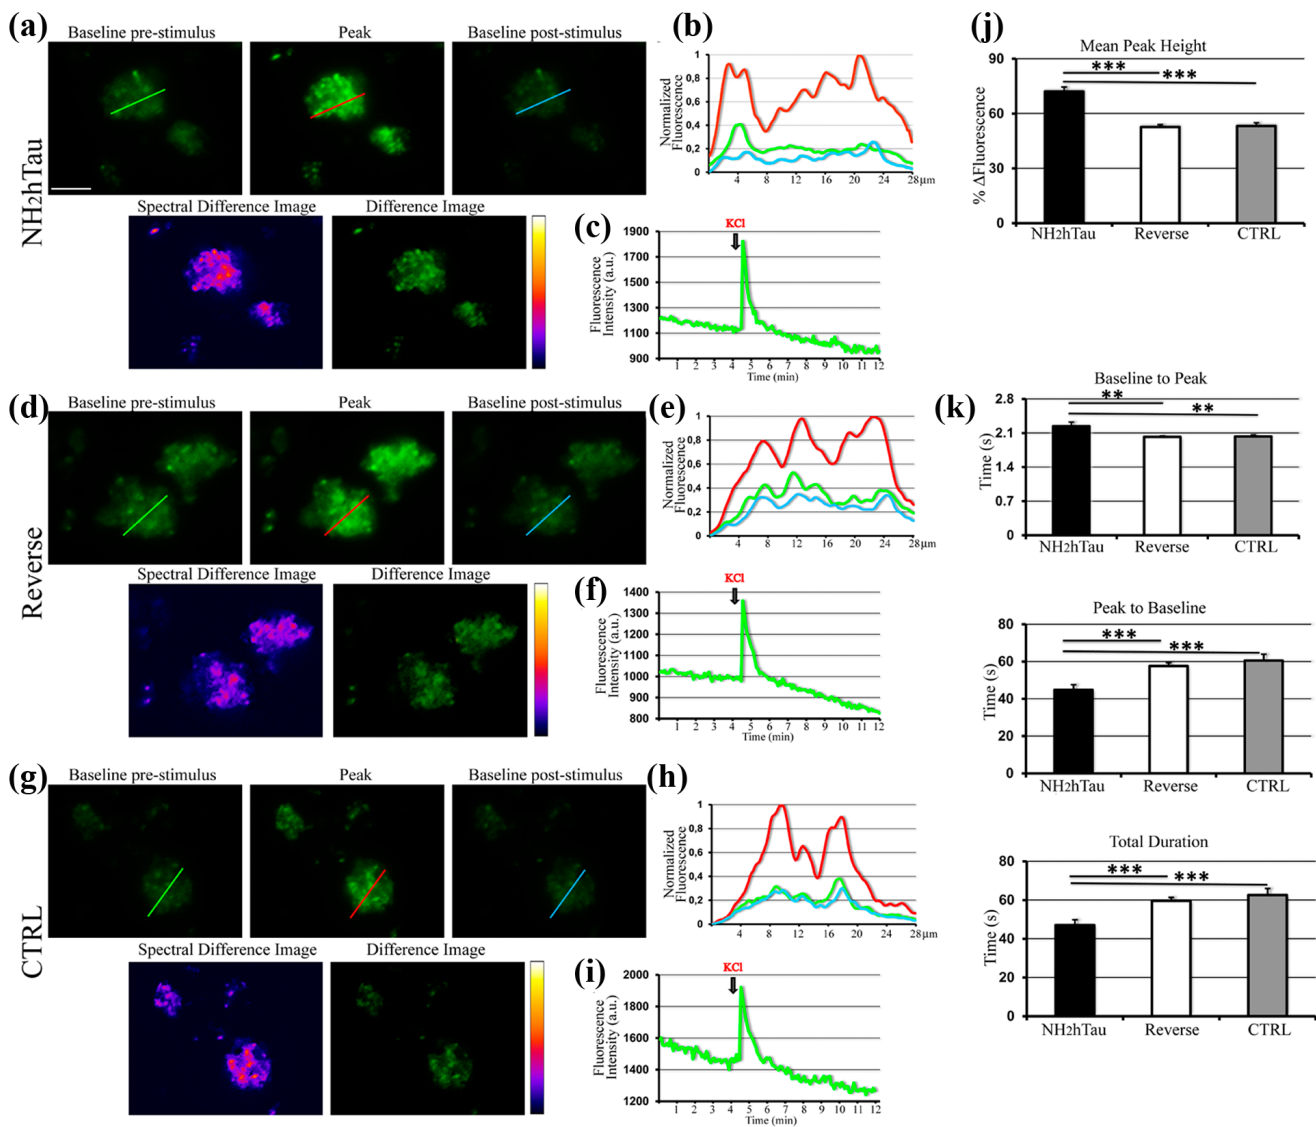 (a)
Baseline pre-stimulus
Peak
Baseline post-stimulus
NH2hTau
Spectral Difference Image
Difference Image
(b)
Normalized
Fluorescence
1
0,8
0,6
0,4
0,2
0
4
8
12
16
20
24
28 µm
(c)
KCl
Fluorescence
Intensity (a.u.)
1900
1700
1500
1300
1100
900
1 2 3 4 5 6 7 8 9 10 11 12
Time (min)
(d)
Baseline pre-stimulus
Peak
Baseline post-stimulus
Reverse
Spectral Difference Image
Difference Image
(e)
Normalized
Fluorescence
1
0,8
0,6
0,4
0,2
0
4
8
12
16
20
24
28 µm
(f)
KCl
Fluorescence
Intensity (a.u.)
1400
1300
1200
1100
1000
900
800
1 2 3 4 5 6 7 8 9 10 11 12
Time (min)
(g)
Baseline pre-stimulus
Peak
Baseline post-stimulus
CTRL
Spectral Difference Image
Difference Image
(h)
Normalized
Fluorescence
1
0,8
0,6
0,4
0,2
0
4
8
12
16
20
24
28 µm
(i)
KCl
Fluorescence
Intensity (a.u.)
2000
1800
1600
1400
1200
1 2 3 4 5 6 7 8 9 10 11 12
Time (min)
(j)
Mean Peak Height
% ΔFluorescence
90
60
30
0
***
***
NH2hTau
Reverse
CTRL
(k)
Baseline to Peak
Time (s)
2.8
2.1
1.4
0.7
0
**
**
NH2hTau
Reverse
CTRL
Peak to Baseline
Time (s)
80
60
40
20
0
***
***
NH2hTau
Reverse
CTRL
Total Duration
Time (s)
80
60
40
20
0
***
***
NH2hTau
Reverse
CTRL